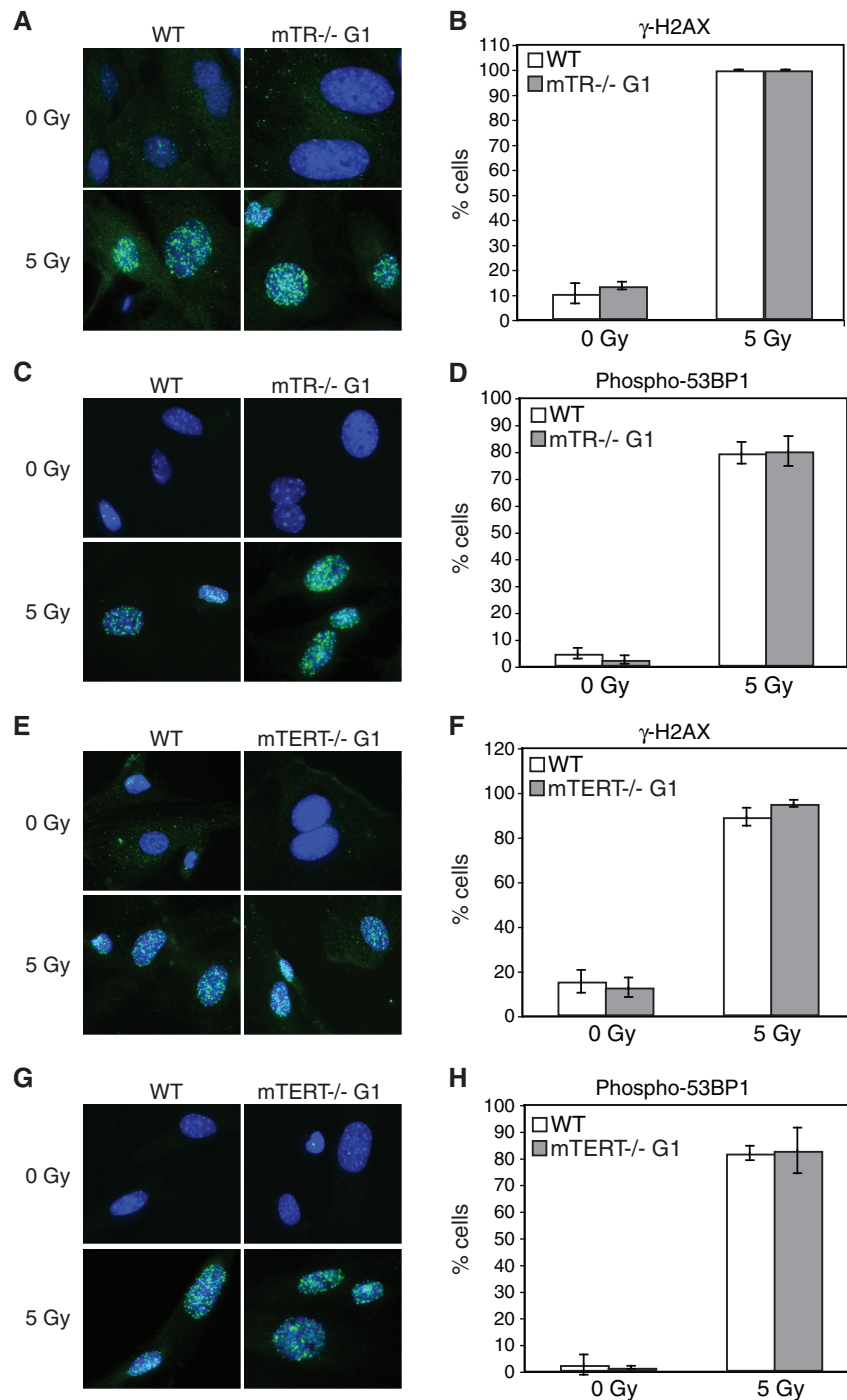 A
WT
mTR-/- G1
0 Gy
5 Gy
B
γ-H2AX
% cells
110
100
90
80
70
60
50
40
30
20
10
0
WT
mTR-/- G1
0 Gy
5 Gy
C
WT
mTR-/- G1
0 Gy
5 Gy
D
Phospho-53BP1
% cells
100
90
80
70
60
50
40
30
20
10
0
WT
mTR-/- G1
0 Gy
5 Gy
E
WT
mTERT-/- G1
0 Gy
5 Gy
F
γ-H2AX
% cells
120
100
80
60
40
20
0
WT
mTERT-/- G1
0 Gy
5 Gy
G
WT
mTERT-/- G1
0 Gy
5 Gy
H
Phospho-53BP1
% cells
100
90
80
70
60
50
40
30
20
10
0
WT
mTERT-/- G1
0 Gy
5 Gy